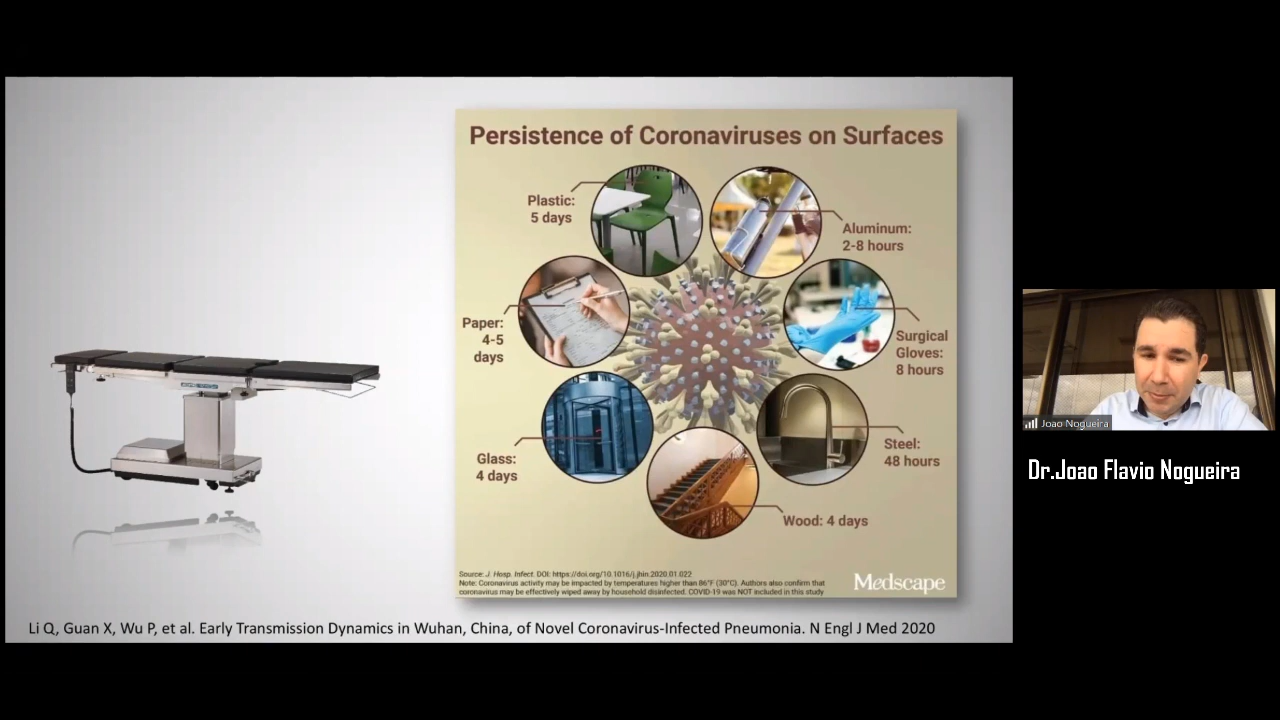 Persistence of Coronaviruses on Surfaces
Plastic:
5 days
Aluminum:
2-8 hours
Paper:
4-5
days
Surgical
Gloves:
8 hours
Glass:
4 days
Steel:
48 hours
Wood: 4 days
Source: J. Hosp. Infect. DOI: https://doi.org/10.1016/j.jhin.2020.01.022
Note: Coronavirus activity may be impacted by temperatures higher than 86°F (30°C). Authors also confirm that
coronavirus may be effectively wiped away by household disinfected. COVID-19 was NOT included in this study
Medscape
Li Q, Guan X, Wu P, et al. Early Transmission Dynamics in Wuhan, China, of Novel Coronavirus-Infected Pneumonia. N Engl J Med 2020
Joao Nogueira
Dr.Joao Flavio Nogueira